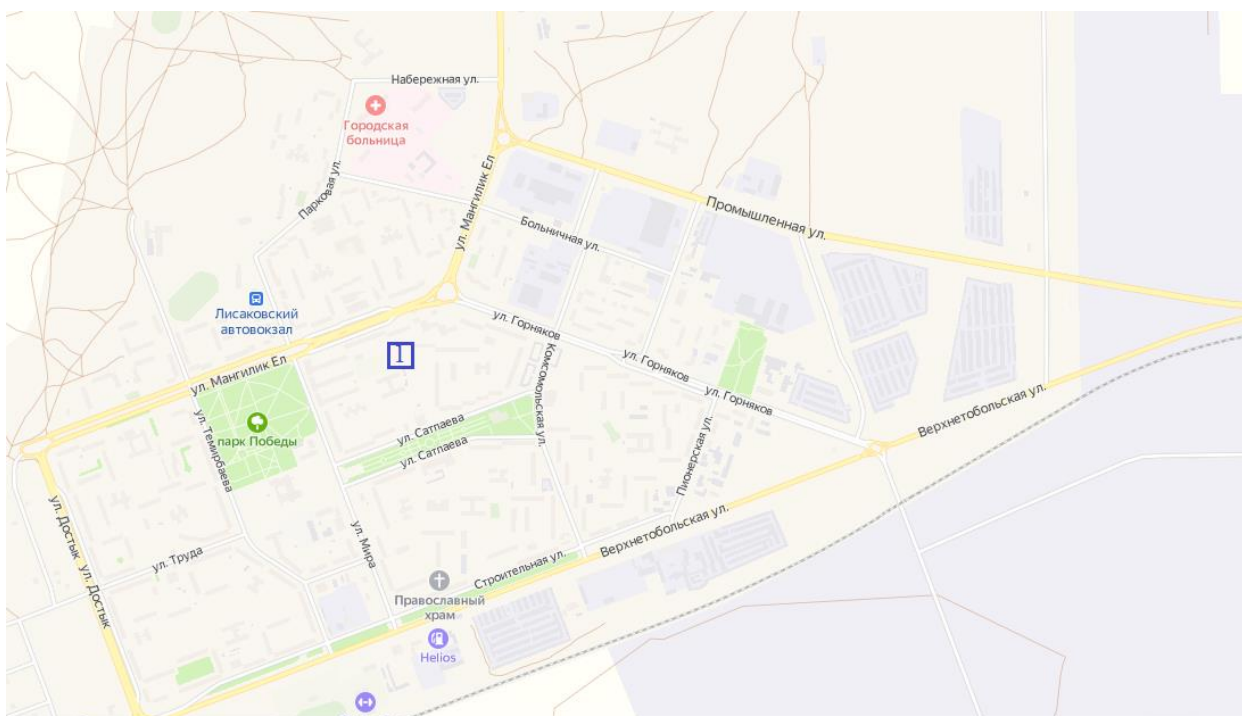 Набережная ул.
Городская
больница
Парковая ул.
ул. Мангилик Ел
Больничная ул.
Промышленная ул.
Лисаковский
автовокзал
ул. Горняков
1
ул. Мангилик Ел
Комсомольская ул.
ул. Горняков
ул. Горняков
Верхнетобольская ул.
парк Победы
ул. Темирбаева
ул. Сатпаева
ул. Сатпаева
Пионерская ул.
ул. Достык
ул. Достык
ул. Труда
ул. Мира
Верхнетобольская ул.
Строительная ул.
Православный
храм
Helios